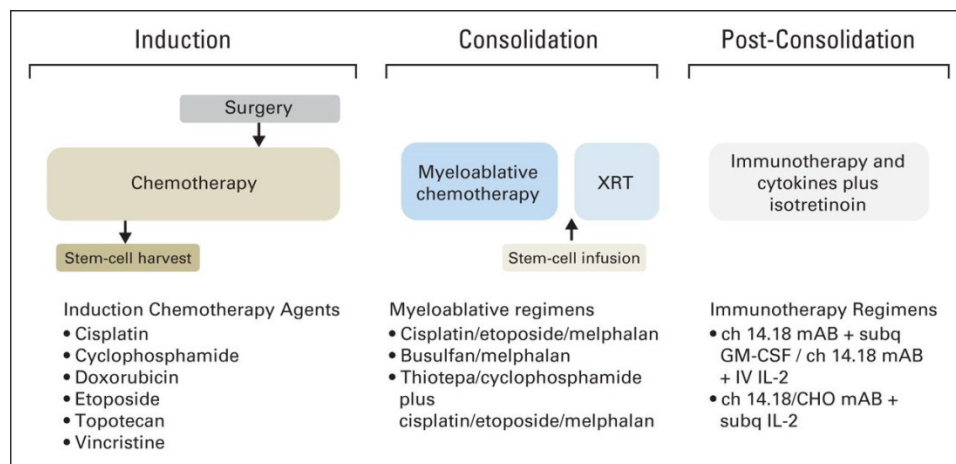 Induction
Consolidation
Post-Consolidation
Surgery
Chemotherapy
Stem-cell harvest
Myeloablative
chemotherapy
XRT
Stem-cell infusion
Immunotherapy and
cytokines plus
isotretinoin
Induction Chemotherapy Agents
• Cisplatin
• Cyclophosphamide
• Doxorubicin
• Etoposide
• Topotecan
• Vincristine
Myeloablative regimens
• Cisplatin/etoposide/melphalan
• Busulfan/melphalan
• Thiotepa/cyclophosphamide
plus
cisplatin/etoposide/melphalan
Immunotherapy Regimens
• ch 14.18 mAB + subq
GM-CSF / ch 14.18 mAB
+ IV IL-2
• ch 14.18/CHO mAB +
subq IL-2